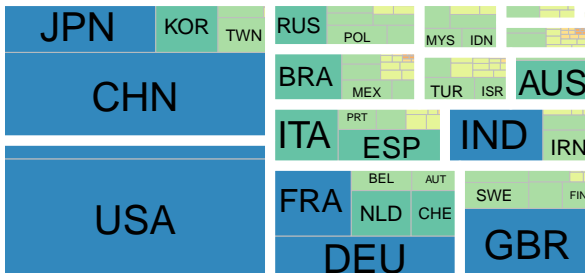 JPN KOR TWN
CHN
USA
RUS POL
MYS IDN
BRA MEX
TUR ISR
AUS
ITA PRT
ESP
IND IRN
FRA BEL AUT
NLD CHE
DEU
SWE FIN
GBR